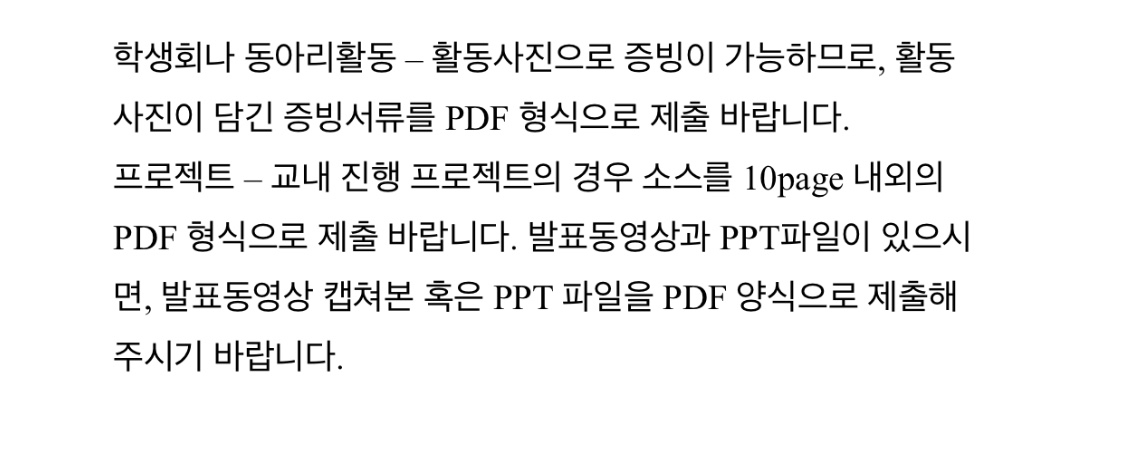 학생회나 동아리활동 – 활동사진으로 증빙이 가능하므로, 활동
사진이 담긴 증빙서류를 PDF 형식으로 제출 바랍니다.
프로젝트 – 교내 진행 프로젝트의 경우 소스를 10page 내외의
PDF 형식으로 제출 바랍니다. 발표동영상과 PPT파일이 있으시
면, 발표동영상 캡쳐본 혹은 PPT 파일을 PDF 양식으로 제출해
주시기 바랍니다.